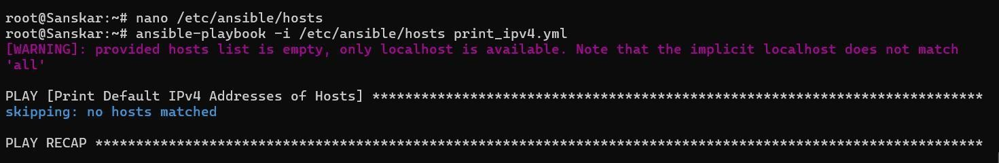 root@Sanskar:~# nano /etc/ansible/hosts
root@Sanskar:~# ansible-playbook -i /etc/ansible/hosts print_ipv4.yml
[WARNING]: provided hosts list is empty, only localhost is available. Note that the implicit localhost does not match
'all'
PLAY [Print Default IPv4 Addresses of Hosts] ***************************************************************************
skipping: no hosts matched
PLAY RECAP *************************************************************************************************************